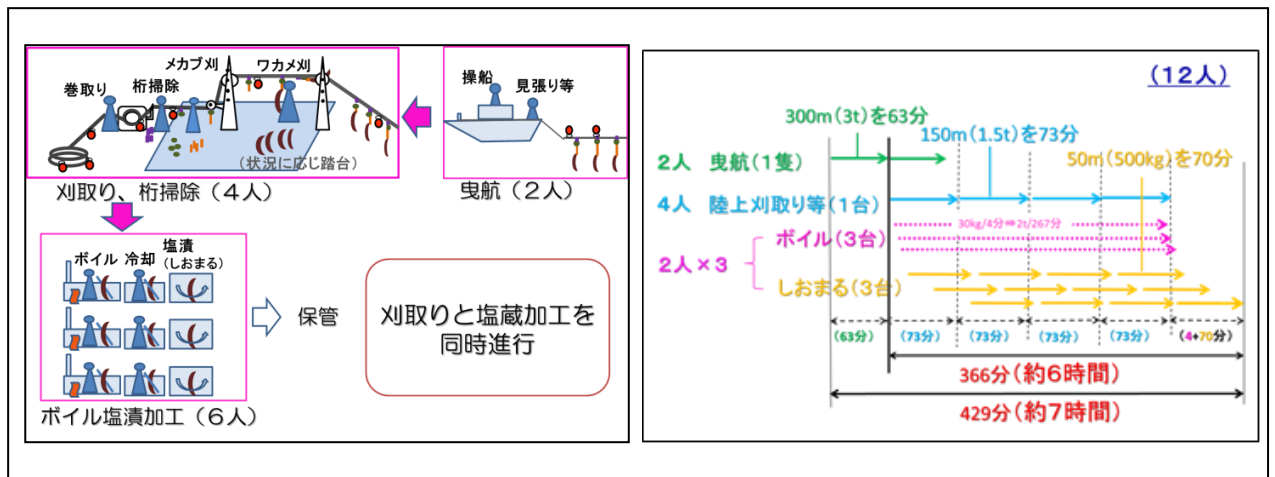 メカブ刈
ワカメ刈
巻取り
桁掃除
(状況に応じ踏台)
刈取り、桁掃除(4人)
操船
見張り等
曳航(2人)
ボイル
冷却
塩漬
(しおまる)
ボイル塩漬加工(6人)
保管
刈取りと塩蔵加工を
同時進行
(12人)
300m(3t)を63分
150m(1.5t)を73分
50m(500kg)を70分
2人 曳航(1隻)
4人 陸上刈取り等(1台)
30kg/4分⇒2t/267分
ボイル(3台)
2人×3
しおまる(3台)
(63分)
(73分)
(73分)
(73分)
(73分)
(4+70分)
366分(約6時間)
429分(約7時間)